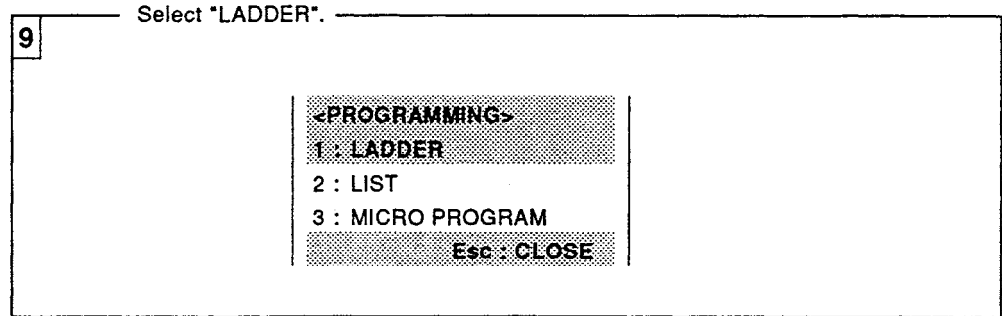 Select "LADDER".
9
<PROGRAMMING>
1 : LADDER
2 : LIST
3 : MICRO PROGRAM
Esc : CLOSE